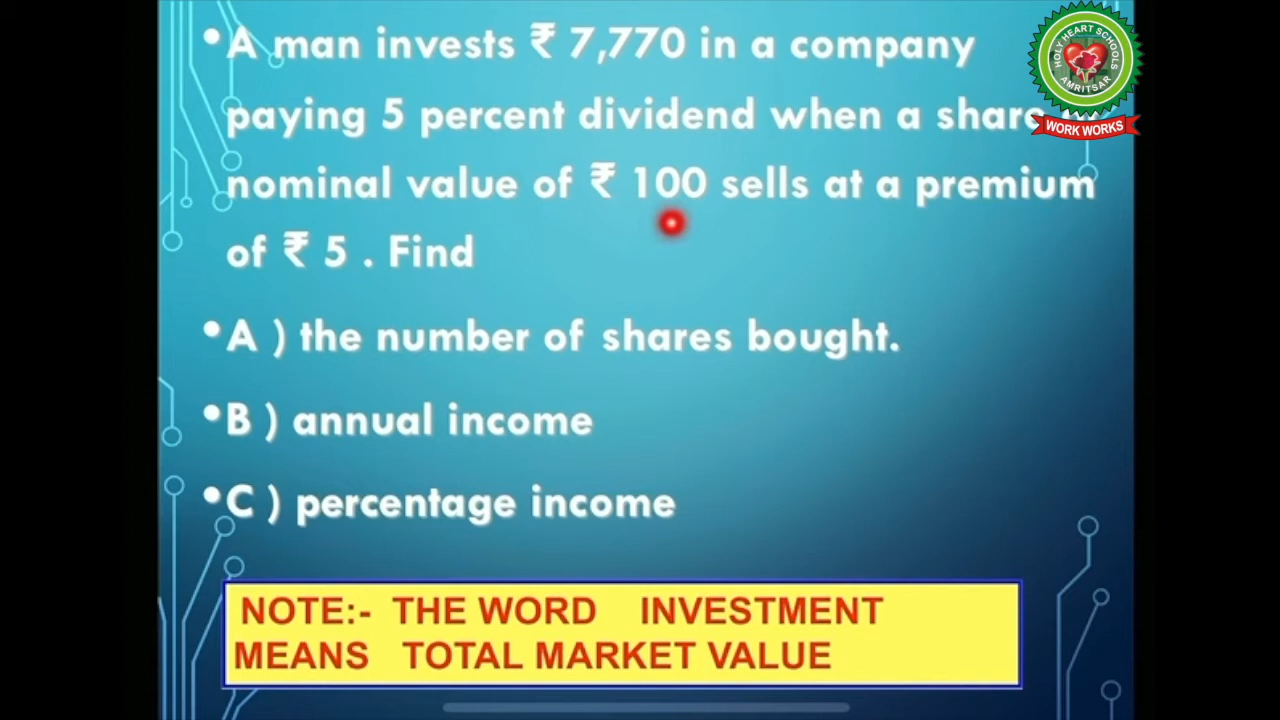 •A man invests ₹ 7,770 in a company
paying 5 percent dividend when a share
nominal value of ₹ 100 sells at a premium
of ₹ 5 . Find
•A ) the number of shares bought.
•B ) annual income
•C ) percentage income
NOTE:- THE WORD INVESTMENT
MEANS TOTAL MARKET VALUE
HOLY HEART SCHOOLS
AMRITSAR
WORK WORKS